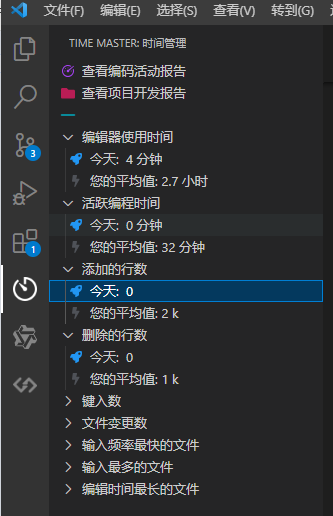 文件(F) 编辑(E) 选择(S) 查看(V) 转到(G)
TIME MASTER: 时间管理
查看编码活动报告
查看项目开发报告
编辑器使用时间
今天: 4 分钟
您的平均值: 2.7 小时
活跃编程时间
3
今天: 0 分钟
1
您的平均值: 32 分钟
添加的行数
今天: 0
您的平均值: 2 k
删除的行数
今天: 0
您的平均值: 1 k
键入数
文件变更数
输入频率最快的文件
输入最多的文件
编辑时间最长的文件